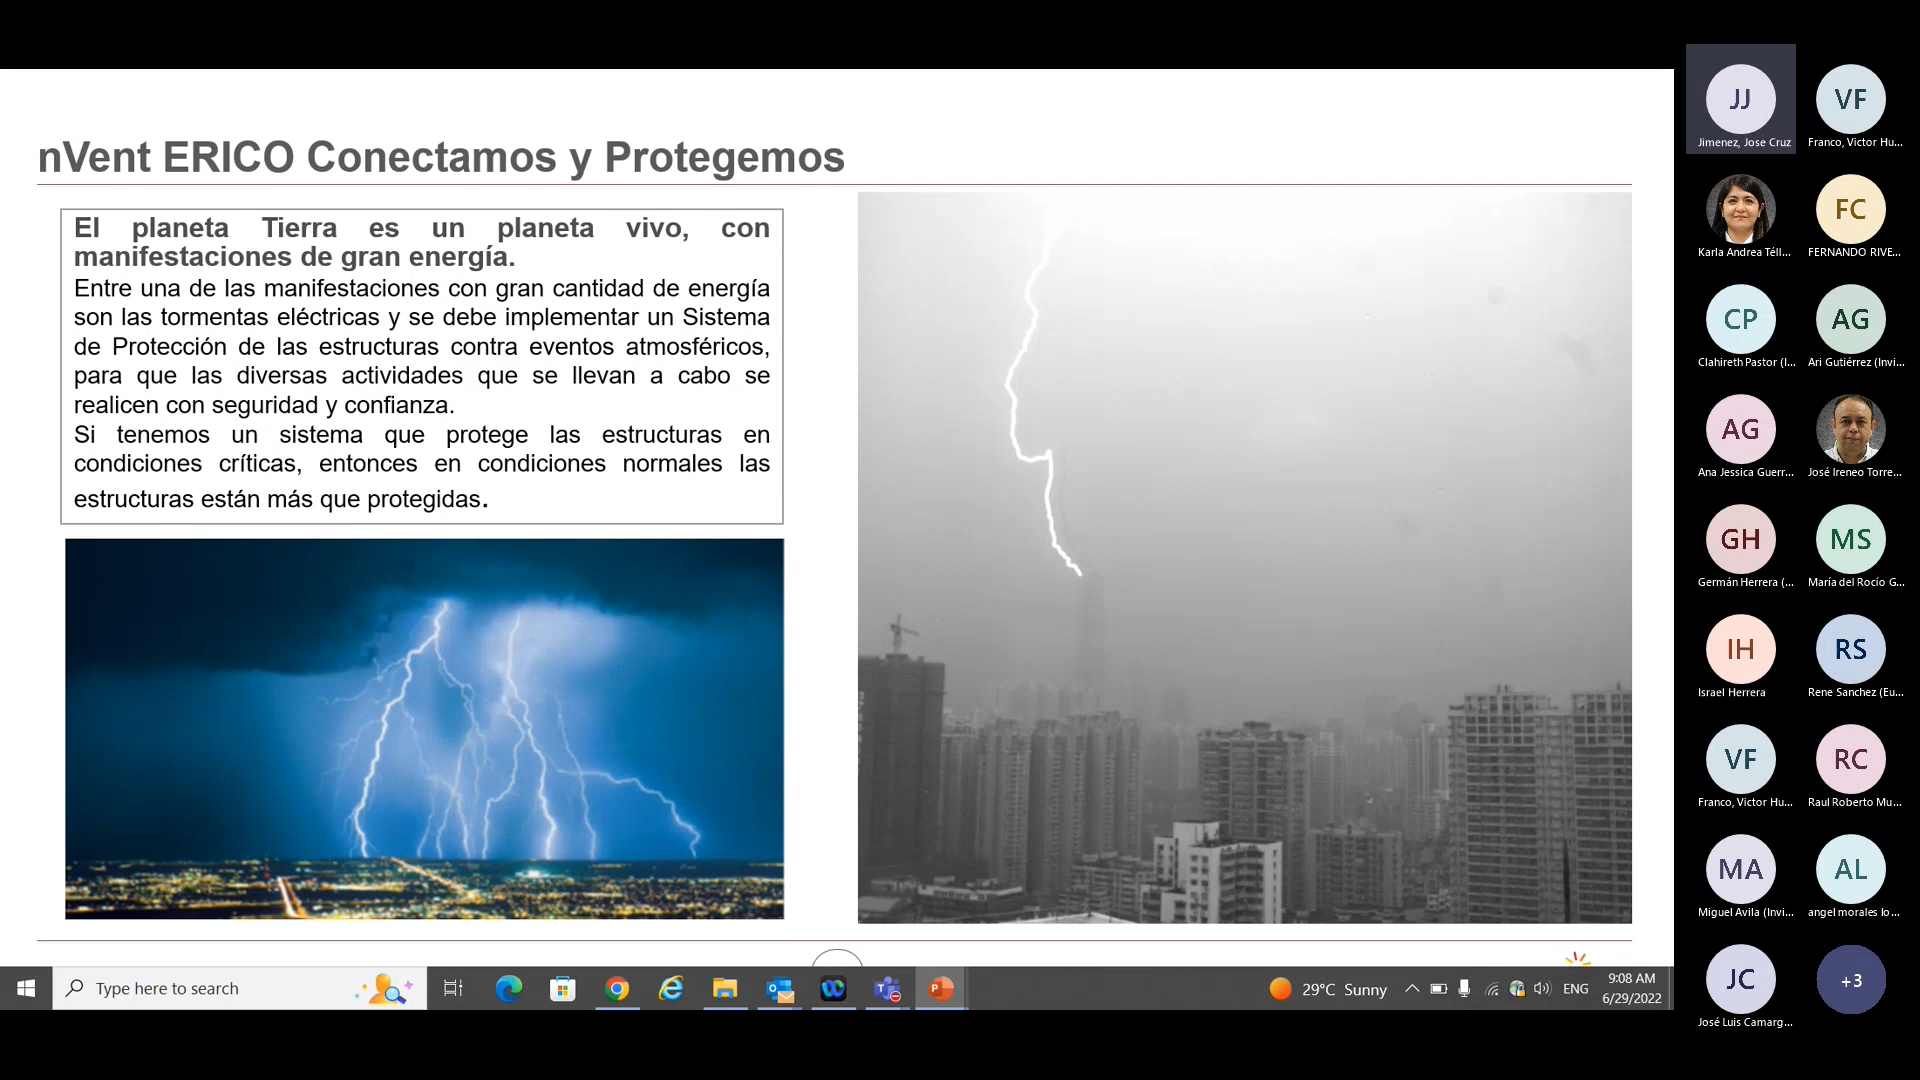 nVent ERICO Conectamos y Protegemos
El planeta Tierra es un planeta vivo, con
manifestaciones de gran energía.
Entre una de las manifestaciones con gran cantidad de energía
son las tormentas eléctricas y se debe implementar un Sistema
de Protección de las estructuras contra eventos atmosféricos,
para que las diversas actividades que se llevan a cabo se
realicen con seguridad y confianza.
Si tenemos un sistema que protege las estructuras en
condiciones críticas, entonces en condiciones normales las
estructuras están más que protegidas.
Type here to search
29°C Sunny
ENG
9:08 AM
6/29/2022
JJ
Jimenez, Jose Cruz
VF
Franco, Victor Hu...
Karla Andrea Téll...
FC
FERNANDO RIVE...
CP
Clahireth Pastor (I...
AG
Ari Gutiérrez (Invi...
AG
Ana Jessica Guerr...
José Ireneo Torre...
GH
Germán Herrera (...
MS
María del Rocío G...
IH
Israel Herrera
RS
Rene Sanchez (Eu...
VF
Franco, Victor Hu...
RC
Raul Roberto Mu...
MA
Miguel Avila (Invi...
AL
angel morales lo...
JC
José Luis Camarg...
+3